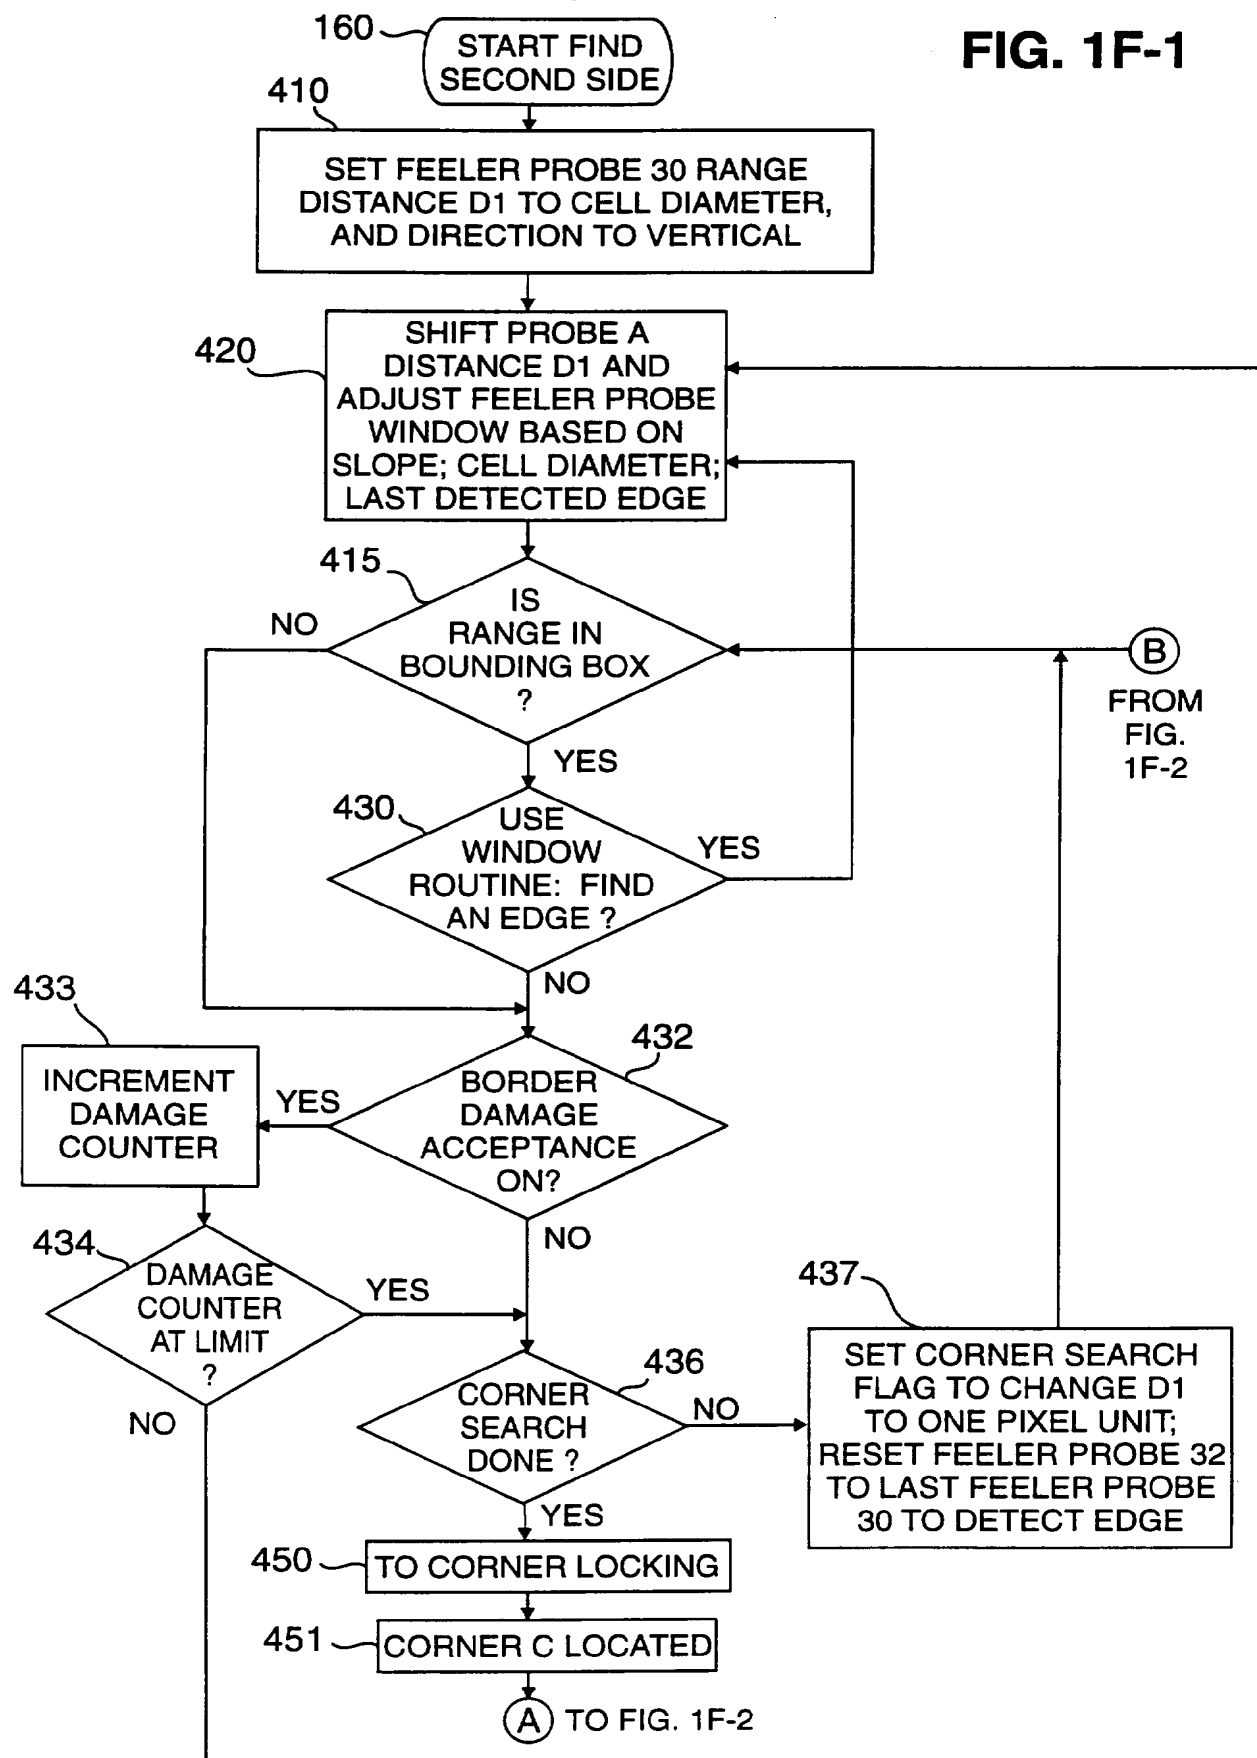 FIG. 1F-1
160
START FIND
SECOND SIDE
410
SET FEELER PROBE 30 RANGE
DISTANCE D1 TO CELL DIAMETER,
AND DIRECTION TO VERTICAL
420
SHIFT PROBE A
DISTANCE D1 AND
ADJUST FEELER PROBE
WINDOW BASED ON
SLOPE; CELL DIAMETER;
LAST DETECTED EDGE
415
IS
RANGE IN
BOUNDING BOX
?
NO
YES
B
FROM
FIG.
1F-2
430
USE
WINDOW
ROUTINE: FIND
AN EDGE ?
YES
NO
432
BORDER
DAMAGE
ACCEPTANCE
ON?
YES
NO
433
INCREMENT
DAMAGE
COUNTER
434
DAMAGE
COUNTER
AT LIMIT
?
YES
NO
436
CORNER
SEARCH
DONE ?
NO
YES
437
SET CORNER SEARCH
FLAG TO CHANGE D1
TO ONE PIXEL UNIT;
RESET FEELER PROBE 32
TO LAST FEELER PROBE
30 TO DETECT EDGE
450
TO CORNER LOCKING
451
CORNER C LOCATED
A TO FIG. 1F-2